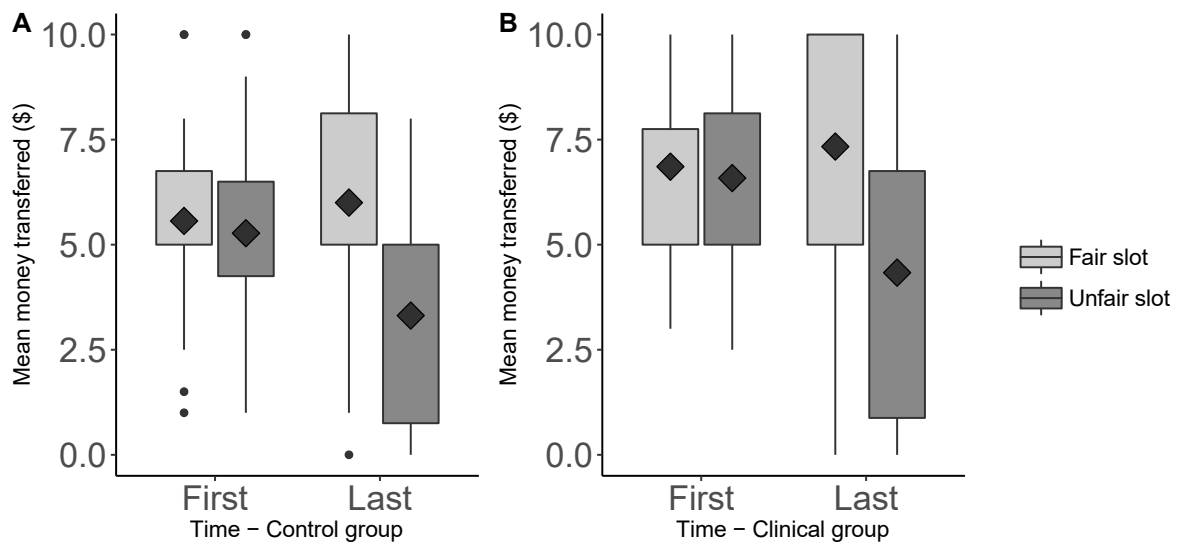 A
Mean money transferred ($)
10.0
7.5
5.0
2.5
0.0
First Last
Time − Control group
B
Mean money transferred ($)
10.0
7.5
5.0
2.5
0.0
First Last
Time − Clinical group
Fair slot
Unfair slot